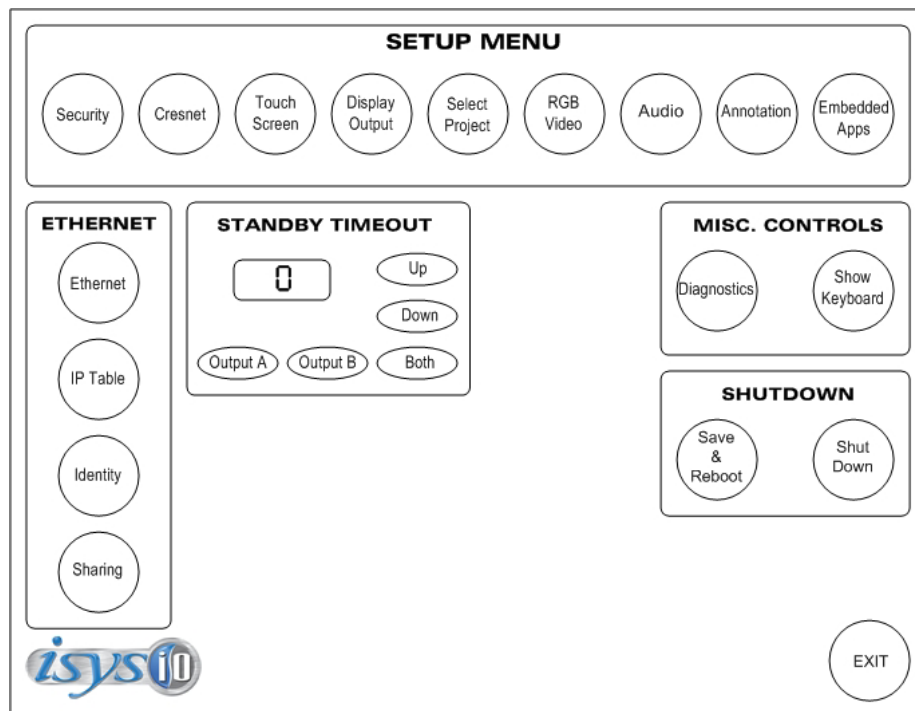 SETUP MENU
Security
Cresnet
Touch
Screen
Display
Output
Select
Project
RGB
Video
Audio
Annotation
Embedded
Apps
ETHERNET
Ethernet
IP Table
Identity
Sharing
STANDBY TIMEOUT
0
Up
Down
Output A
Output B
Both
MISC. CONTROLS
Diagnostics
Show
Keyboard
SHUTDOWN
Save
&
Reboot
Shut
Down
isys iO
EXIT